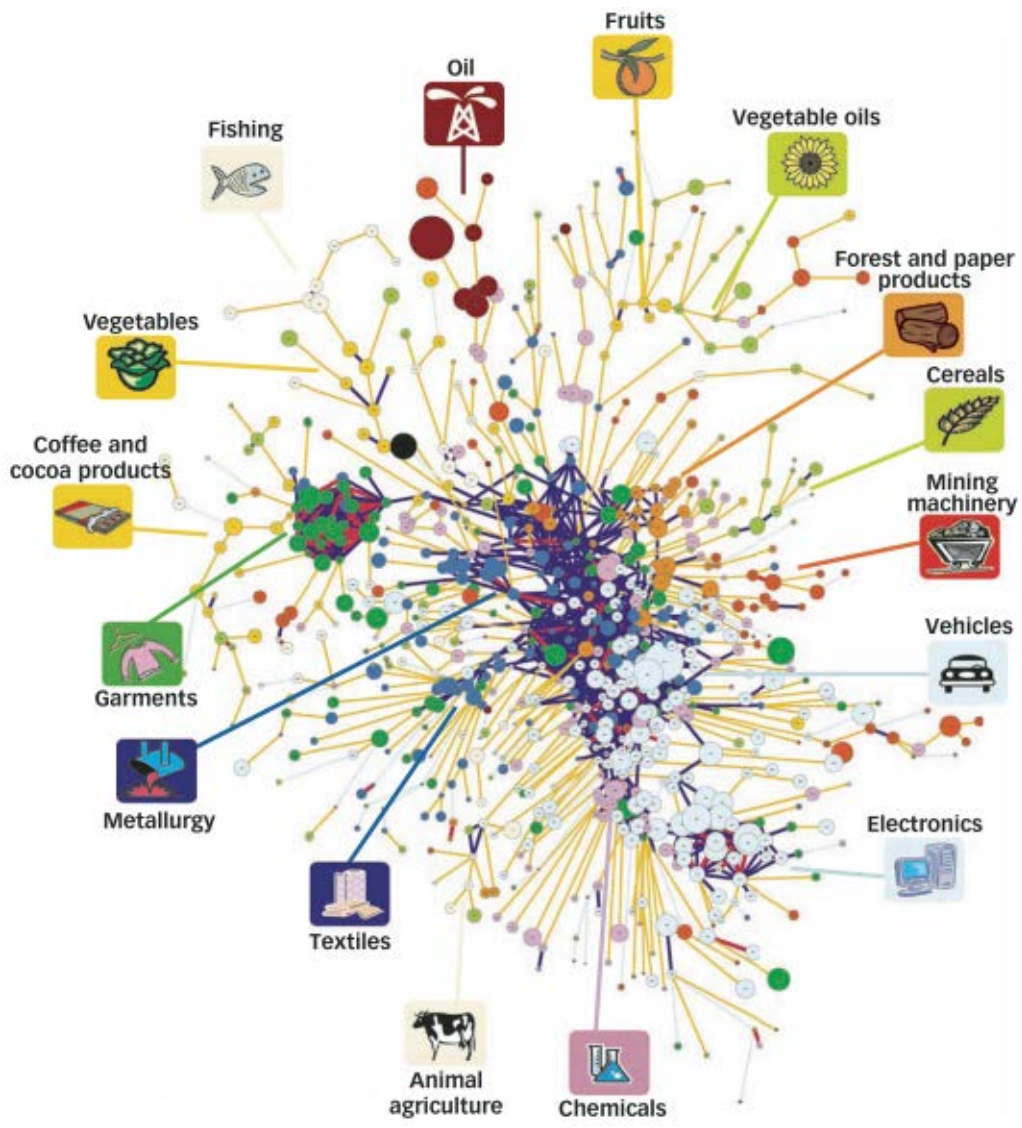 Fruits
Oil
Vegetable oils
Fishing
Forest and paper
products
Vegetables
Cereals
Coffee and
cocoa products
Mining
machinery
Vehicles
Garments
Metallurgy
Electronics
Textiles
Animal
agriculture
Chemicals